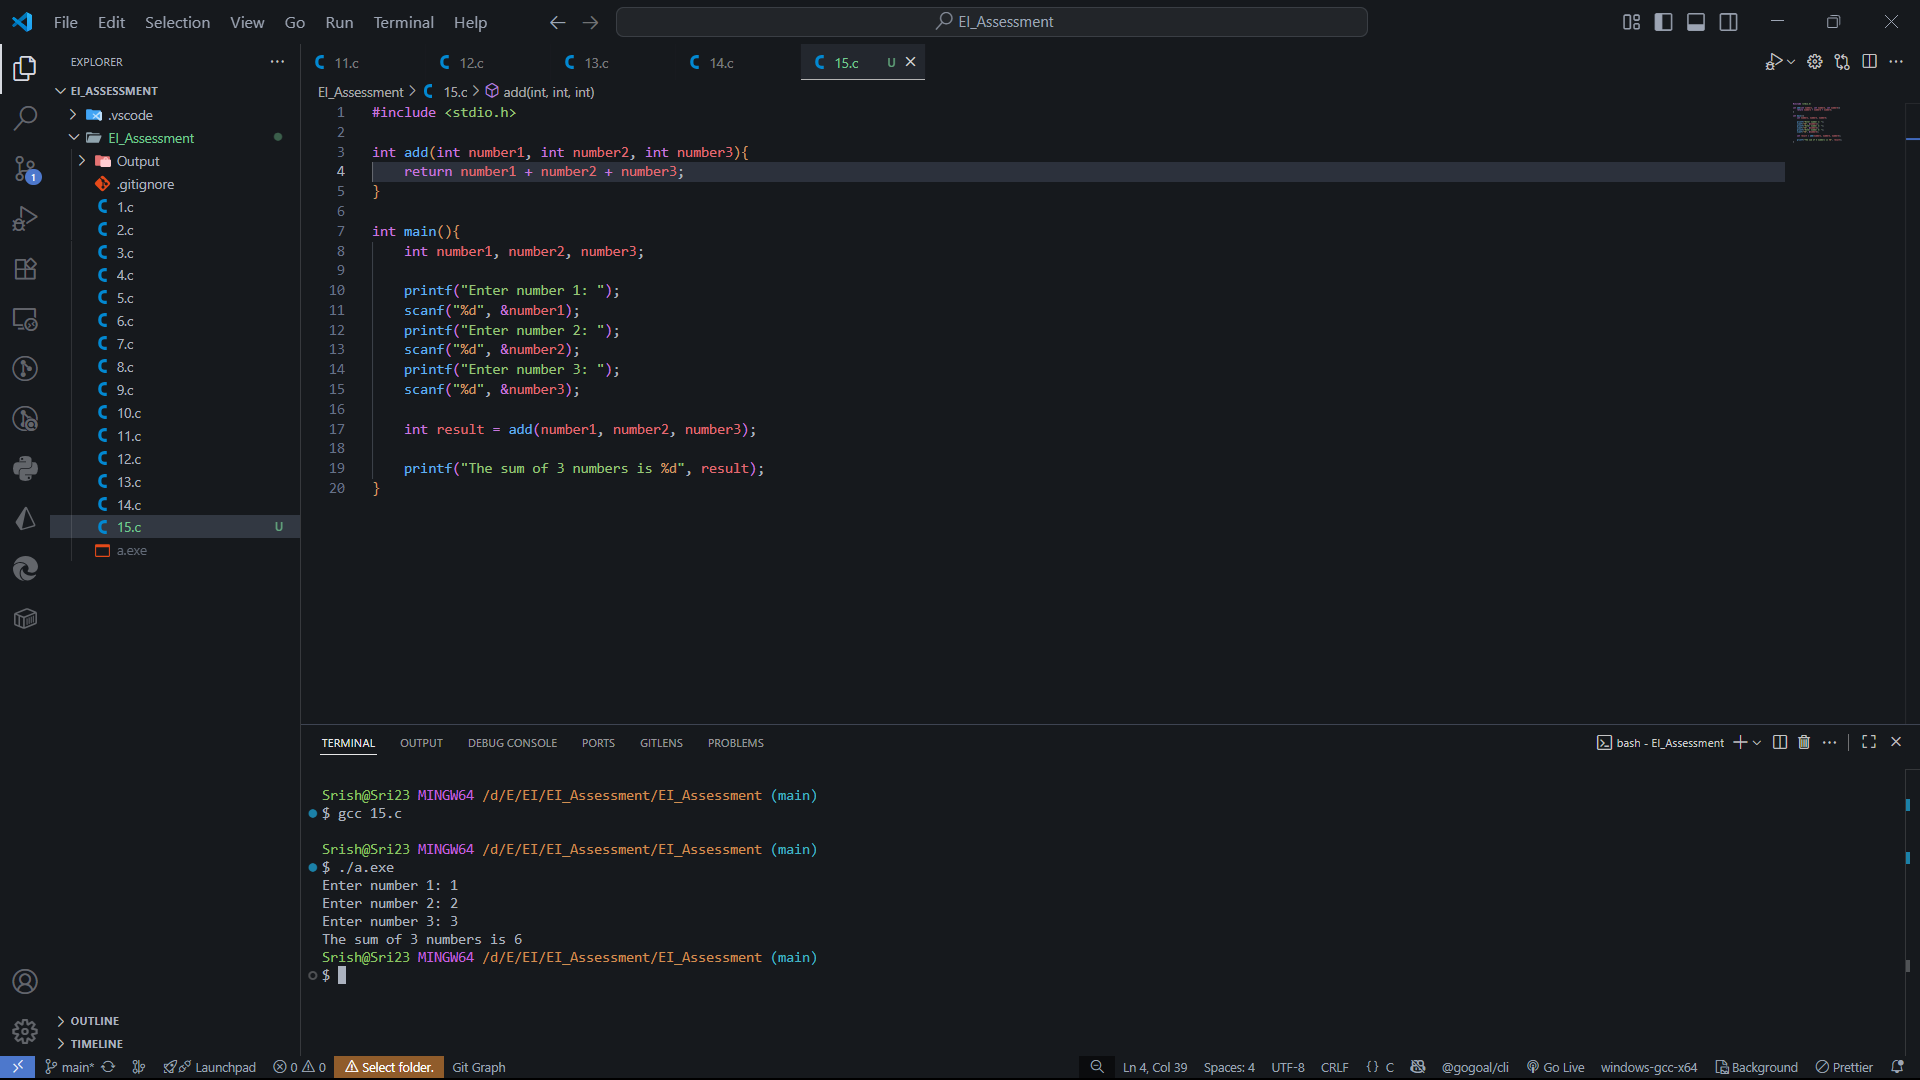 File Edit Selection View Go Run Terminal Help
EI_Assessment
EXPLORER
EI_ASSESSMENT
.vscode
EI_Assessment
Output
.gitignore
1.c
2.c
3.c
4.c
5.c
6.c
7.c
8.c
9.c
10.c
11.c
12.c
13.c
14.c
15.c U
a.exe
OUTLINE
TIMELINE
1
11.c 12.c 13.c 14.c 15.c U
EI_Assessment > 15.c > add(int, int, int)
1 #include <stdio.h>
2
3 int add(int number1, int number2, int number3){
4 return number1 + number2 + number3;
5 }
6
7 int main(){
8 int number1, number2, number3;
9
10 printf("Enter number 1: ");
11 scanf("%d", &number1);
12 printf("Enter number 2: ");
13 scanf("%d", &number2);
14 printf("Enter number 3: ");
15 scanf("%d", &number3);
16
17 int result = add(number1, number2, number3);
18
19 printf("The sum of 3 numbers is %d", result);
20 }
TERMINAL OUTPUT DEBUG CONSOLE PORTS GITLENS PROBLEMS
bash - EI_Assessment
Srish@Sri23 MINGW64 /d/E/EI/EI_Assessment/EI_Assessment (main)
$ gcc 15.c
Srish@Sri23 MINGW64 /d/E/EI/EI_Assessment/EI_Assessment (main)
$ ./a.exe
Enter number 1: 1
Enter number 2: 2
Enter number 3: 3
The sum of 3 numbers is 6
Srish@Sri23 MINGW64 /d/E/EI/EI_Assessment/EI_Assessment (main)
$
main* Launchpad 0 0 Select folder. Git Graph Ln 4, Col 39 Spaces: 4 UTF-8 CRLF {} C @gogoal/cli Go Live windows-gcc-x64 Background Prettier